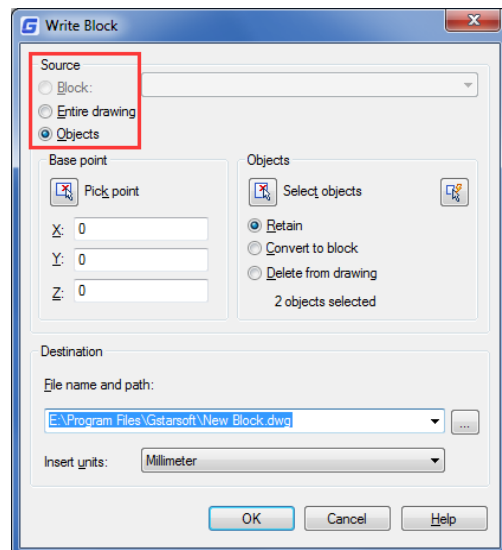 Write Block
Source
Block:
Entire drawing
Objects
Base point
Pick point
X: 0
Y: 0
Z: 0
Objects
Select objects
Retain
Convert to block
Delete from drawing
2 objects selected
Destination
File name and path:
E:\Program Files\Gstarsoft\New Block.dwg
...
Insert units: Millimeter
OK Cancel Help